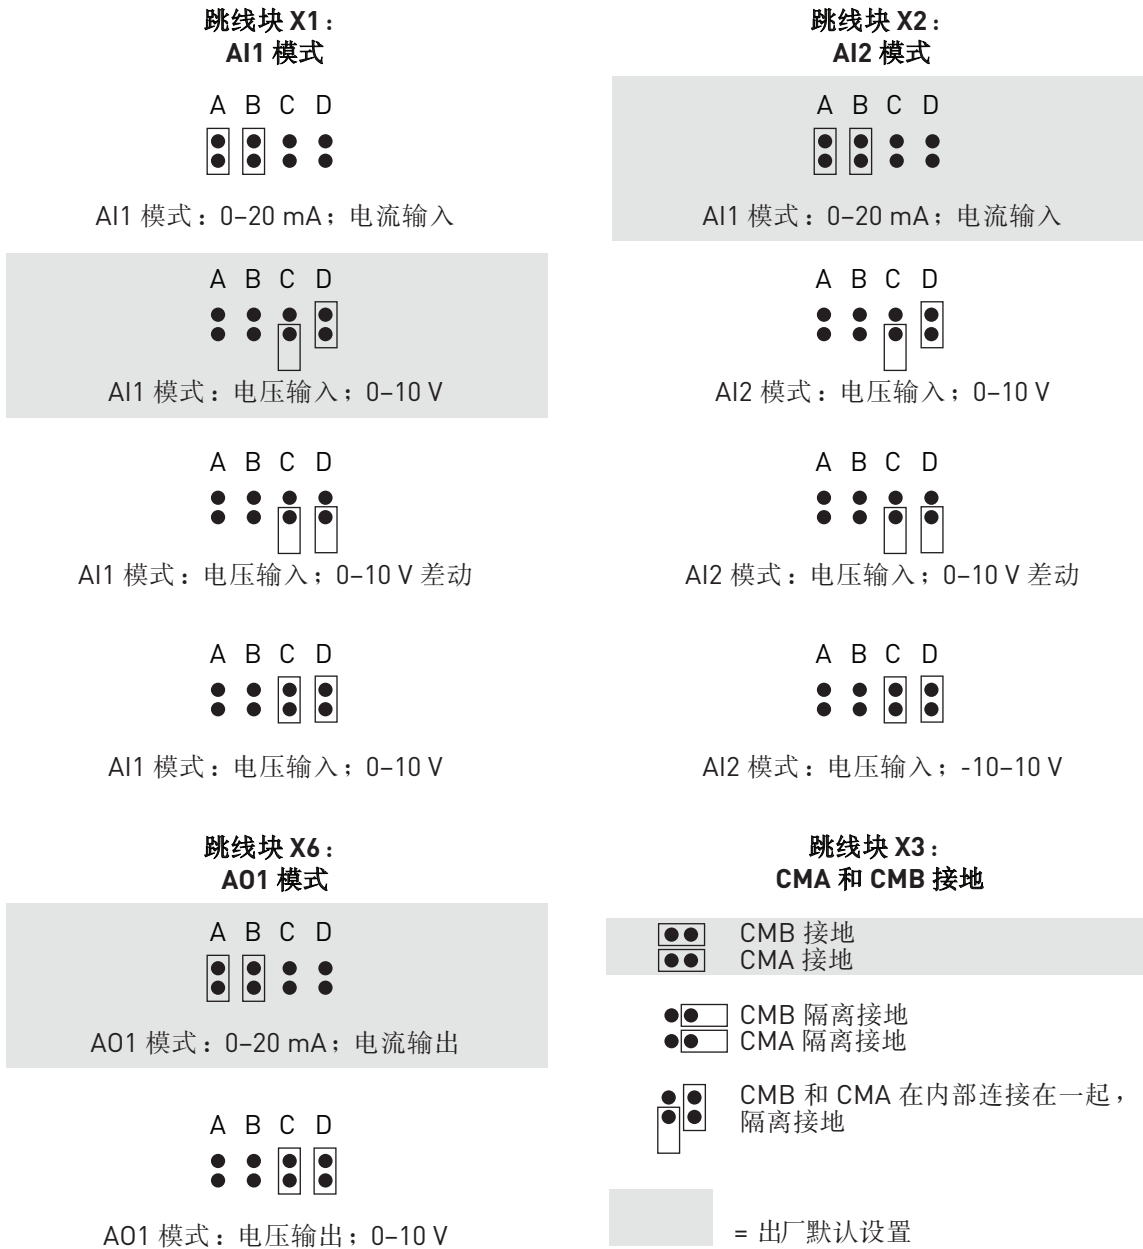 跳线块 X1：
AI1 模式
A B C D
AI1 模式：0–20 mA；电流输入
A B C D
AI1 模式：电压输入；0–10 V
A B C D
AI1 模式：电压输入；0–10 V 差动
A B C D
AI1 模式：电压输入；0–10 V
跳线块 X2：
AI2 模式
A B C D
AI1 模式：0–20 mA；电流输入
A B C D
AI2 模式：电压输入；0–10 V
A B C D
AI2 模式：电压输入；0–10 V 差动
A B C D
AI2 模式：电压输入；-10–10 V
跳线块 X6：
AO1 模式
A B C D
AO1 模式：0–20 mA；电流输出
A B C D
AO1 模式：电压输出；0–10 V
跳线块 X3：
CMA 和 CMB 接地
CMB 接地
CMA 接地
CMB 隔离接地
CMA 隔离接地
CMB 和 CMA 在内部连接在一起，
隔离接地
= 出厂默认设置